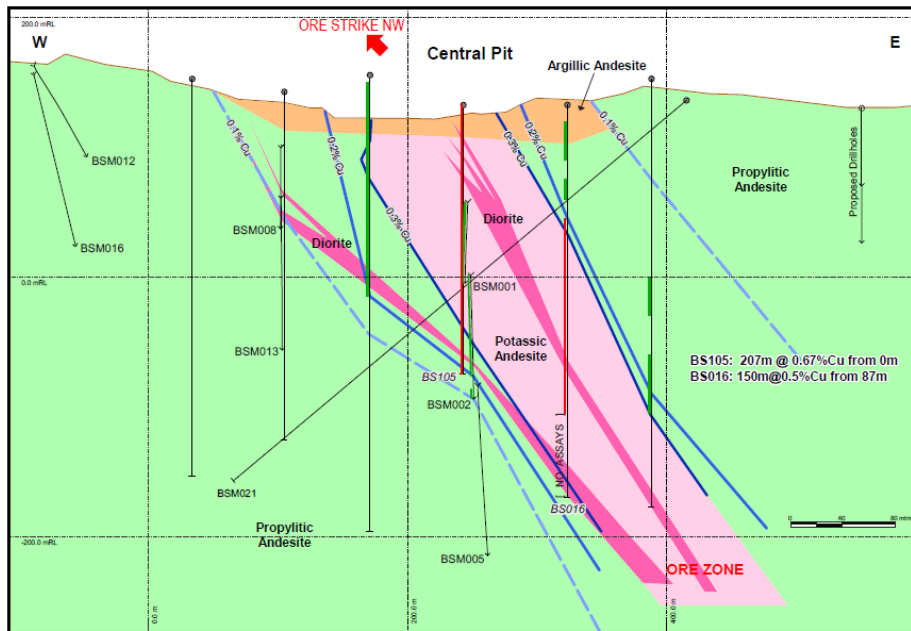 200.0 mRL
ORE STRIKE NW
W
Central Pit
E
Argillic Andesite
0.1% Cu
0.2% Cu
0.3% Cu
0.2% Cu
0.1% Cu
BSM012
Propylitic
Andesite
Proposed Drillholes
0.3% Cu
BSM008
Diorite
Diorite
BSM016
0.0 mRL
BSM001
BSM013
Potassic
Andesite
BS105: 207m @ 0.67%Cu from 0m
BS016: 150m@0.5%Cu from 87m
BS105
BSM002
[ NO ASSAYS ]
BSM021
BS016
Propylitic
Andesite
-200.0 mRL
BSM005
0 40 80 mtrs
ORE ZONE
0.0 m
200.0 m
400.0 m